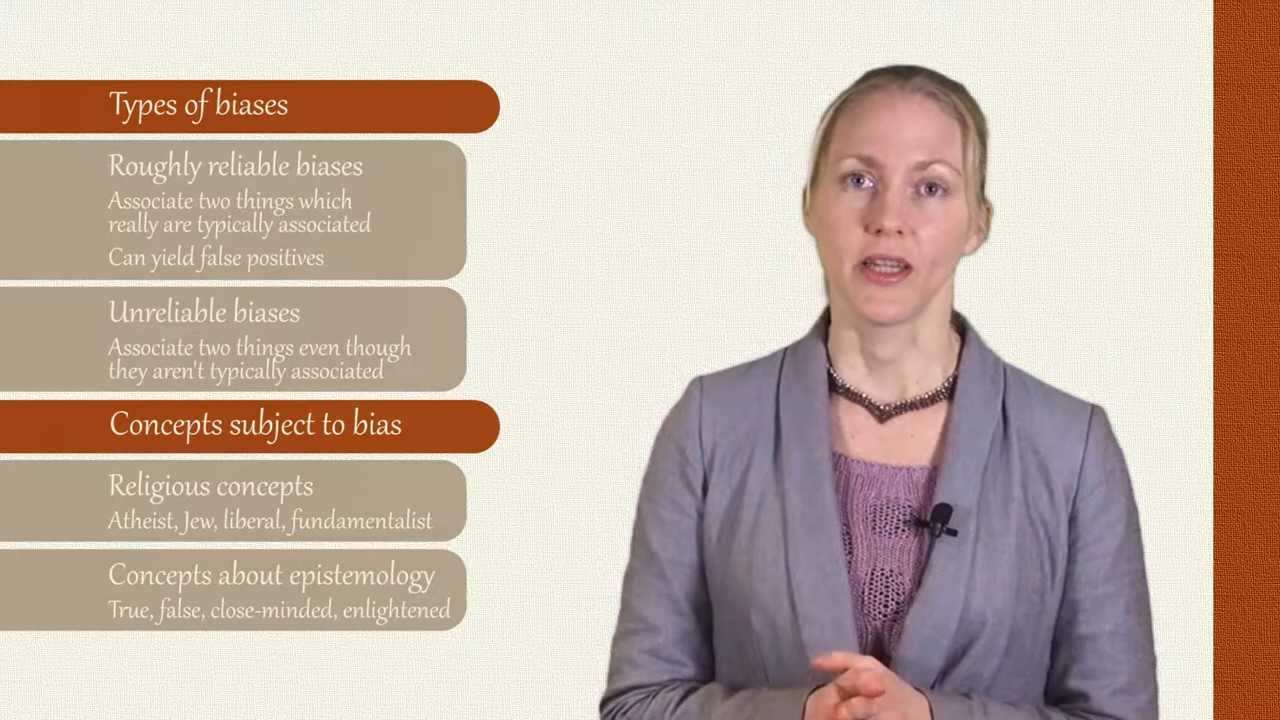 Types of biases
Roughly reliable biases
Associate two things which
really are typically associated
Can yield false positives
Unreliable biases
Associate two things even though
they aren't typically associated
Concepts subject to bias
Religious concepts
Atheist, Jew, liberal, fundamentalist
Concepts about epistemology
True, false, close-minded, enlightened